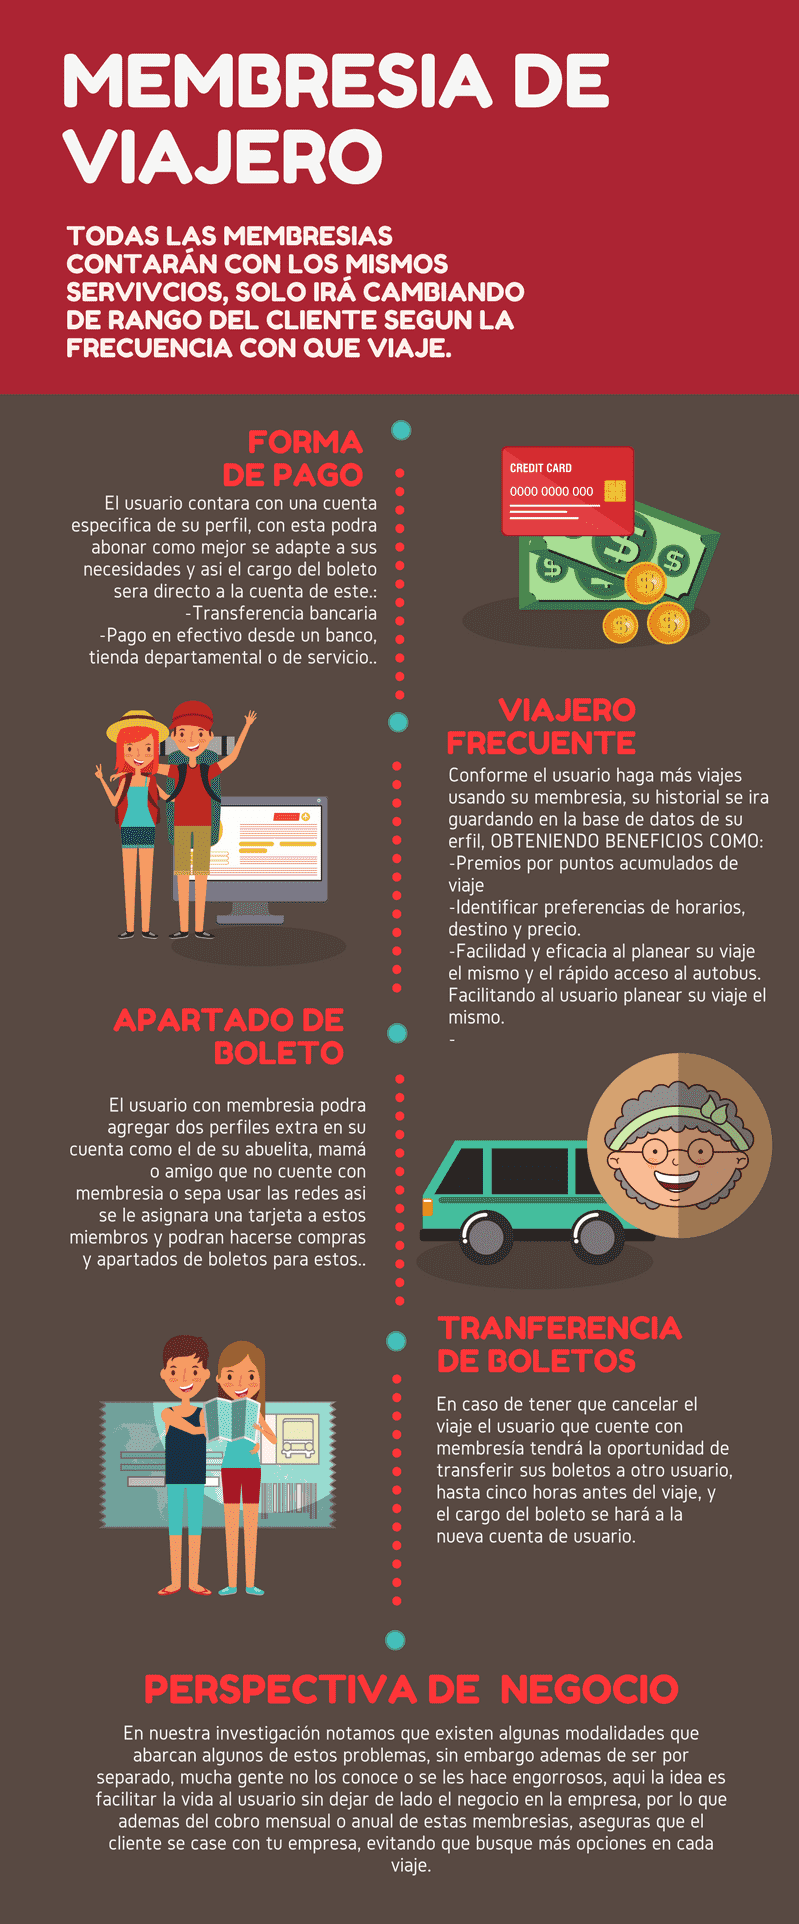 MEMBRESIA DE
VIAJERO
TODAS LAS MEMBRESIAS
CONTARÁN CON LOS MISMOS
SERVIVCIOS, SOLO IRÁ CAMBIANDO
DE RANGO DEL CLIENTE SEGUN LA
FRECUENCIA CON QUE VIAJE.
FORMA
DE PAGO
El usuario contara con una cuenta
especifica de su perfil, con esta podra
abonar como mejor se adapte a sus
necesidades y asi el cargo del boleto
sera directo a la cuenta de este.:
-Transferencia bancaria
-Pago en efectivo desde un banco,
tienda departamental o de servicio..
CREDIT CARD
0000 0000 000
VIAJERO
FRECUENTE
Conforme el usuario haga más viajes
usando su membresia, su historial se ira
guardando en la base de datos de su
erfil, OBTENIENDO BENEFICIOS COMO:
-Premios por puntos acumulados de
viaje
-Identificar preferencias de horarios,
destino y precio.
-Facilidad y eficacia al planear su viaje
el mismo y el rápido acceso al autobus.
Facilitando al usuario planear su viaje el
mismo.
-
APARTADO DE
BOLETO
El usuario con membresia podra
agregar dos perfiles extra en su
cuenta como el de su abuelita, mamá
o amigo que no cuente con
membresia o sepa usar las redes asi
se le asignara una tarjeta a estos
miembros y podran hacerse compras
y apartados de boletos para estos..
TRANFERENCIA
DE BOLETOS
En caso de tener que cancelar el
viaje el usuario que cuente con
membresía tendrá la oportunidad de
transferir sus boletos a otro usuario,
hasta cinco horas antes del viaje, y
el cargo del boleto se hará a la
nueva cuenta de usuario.
PERSPECTIVA DE NEGOCIO
En nuestra investigación notamos que existen algunas modalidades que
abarcan algunos de estos problemas, sin embargo ademas de ser por
separado, mucha gente no los conoce o se les hace engorrosos, aqui la idea es
facilitar la vida al usuario sin dejar de lado el negocio en la empresa, por lo que
ademas del cobro mensual o anual de estas membresias, aseguras que el
cliente se case con tu empresa, evitando que busque más opciones en cada
viaje.